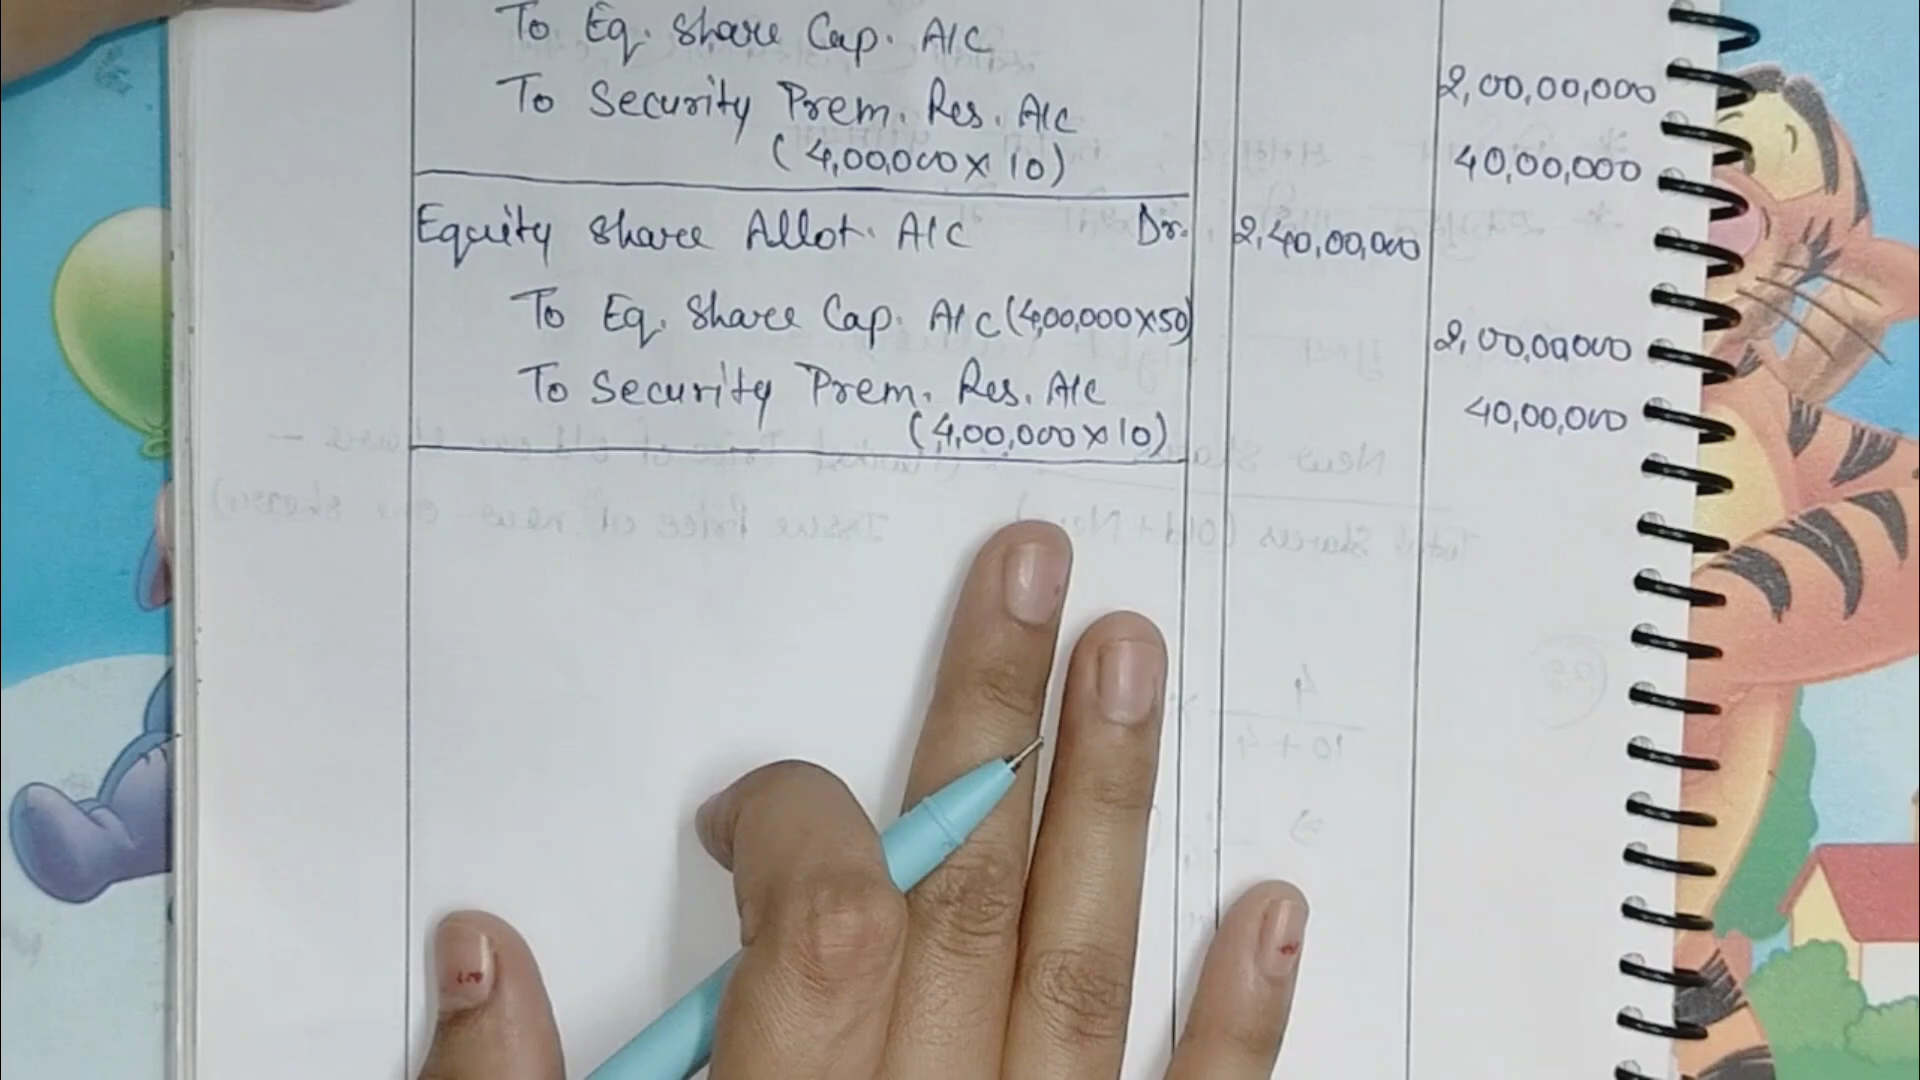 To Eq. Share Cap. A/C
2,00,00,000
To Security Prem. Res. A/C
(4,00,000 X 10)
40,00,000
Equity Share Allot. A/C Dr. 2,40,00,000
To Eq. Share Cap. A/C (4,00,000 X 50)
2,00,00,000
To Security Prem. Res. A/C
40,00,000
(4,00,000 X 10)